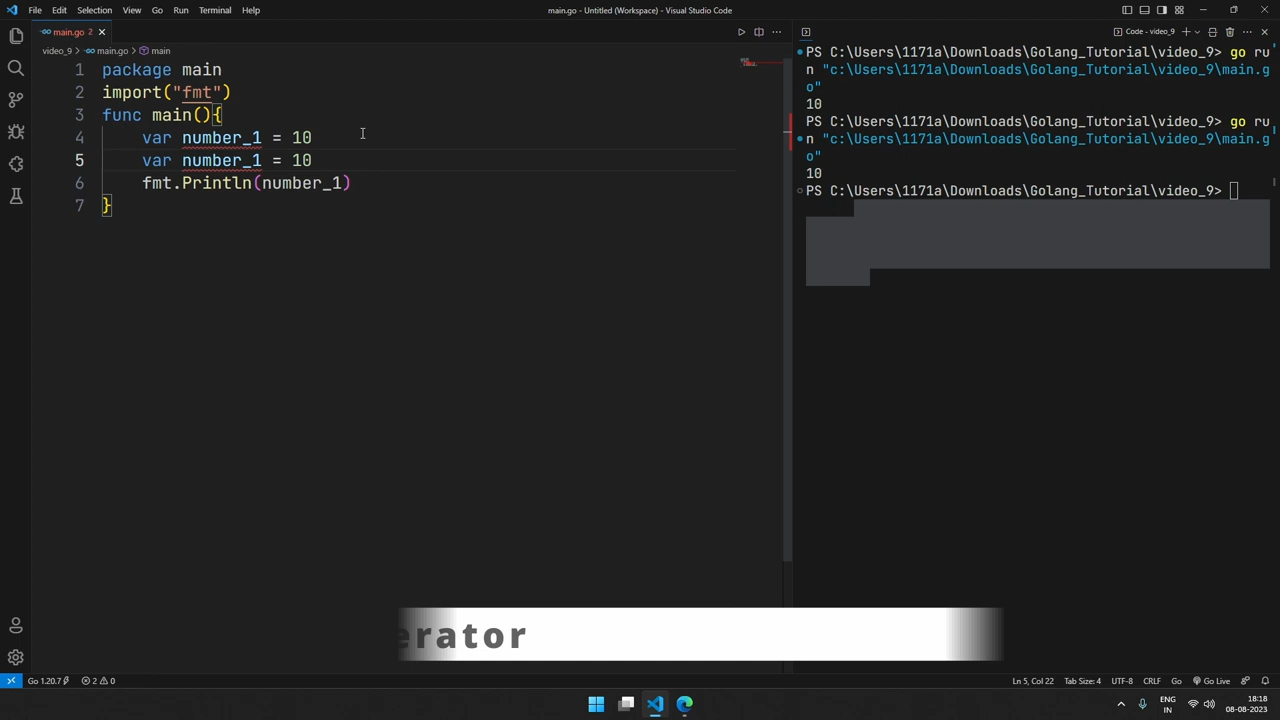 File Edit Selection View Go Run Terminal Help
main.go - Untitled (Workspace) - Visual Studio Code
main.go 2
video_9 > main.go > main
1 package main
2 import("fmt")
3 func main(){
4 var number_1 = 10
5 var number_1 = 10
6 fmt.Println(number_1)
7 }
Code - video_9
PS C:\Users\1171a\Downloads\Golang_Tutorial\video_9> go ru
n "c:\Users\1171a\Downloads\Golang_Tutorial\video_9\main.g
o"
10
PS C:\Users\1171a\Downloads\Golang_Tutorial\video_9> go ru
n "c:\Users\1171a\Downloads\Golang_Tutorial\video_9\main.g
o"
10
PS C:\Users\1171a\Downloads\Golang_Tutorial\video_9>
erator
Go 1.20.7 2 0 Ln 5, Col 22 Tab Size: 4 UTF-8 CRLF Go Go Live
ENG
IN
18:18
08-08-2023